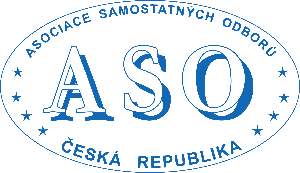 ASOCIACE SAMOSTATNÝCH ODBORŮ
ASO
ČESKÁ REPUBLIKA